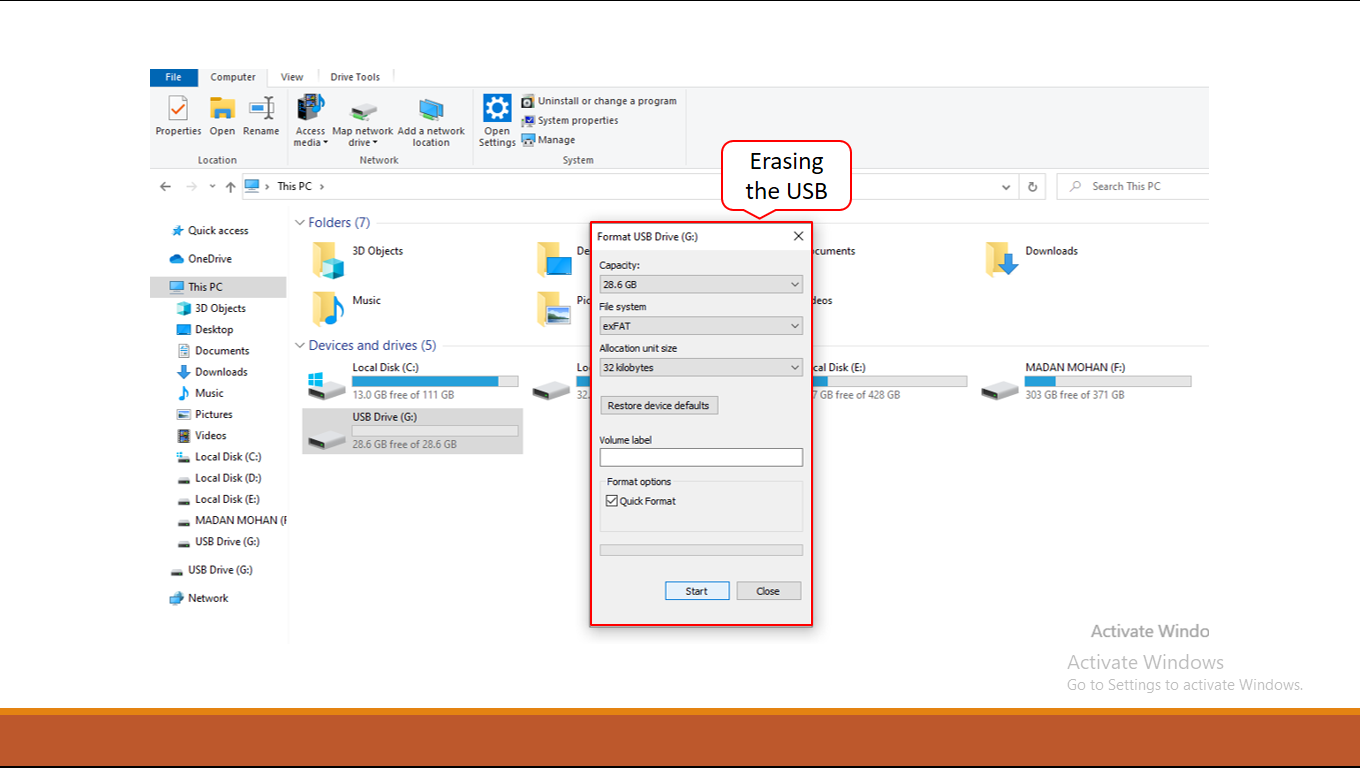 File Computer View Drive Tools
Properties Open Rename Access media Map network drive Add a network location Open Settings
Uninstall or change a program
System properties
Manage
Location Network System
Erasing
the USB
This PC
Search This PC
Quick access
OneDrive
This PC
3D Objects
Desktop
Documents
Downloads
Music
Pictures
Videos
Local Disk (C:)
Local Disk (D:)
Local Disk (E:)
MADAN MOHAN (F
USB Drive (G:)
USB Drive (G:)
Network
Folders (7)
3D Objects
De
cuments
Downloads
Music
Pic
deos
Devices and drives (5)
Local Disk (C:)
13.0 GB free of 111 GB
Lo
32.
cal Disk (E:)
7 GB free of 428 GB
MADAN MOHAN (F:)
303 GB free of 371 GB
USB Drive (G:)
28.6 GB free of 28.6 GB
Format USB Drive (G:)
Capacity:
28.6 GB
File system
exFAT
Allocation unit size
32 kilobytes
Restore device defaults
Volume label
Format options
Quick Format
Start Close
Activate Windo
Activate Windows
Go to Settings to activate Windows.